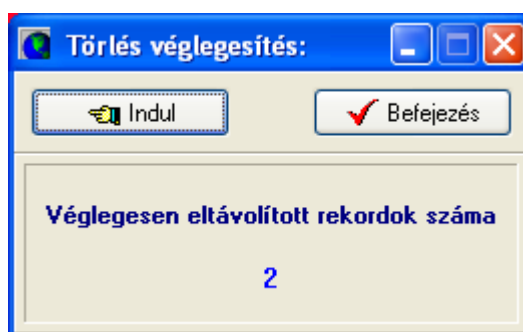 Törlés véglegesítés:
Indul
Befejezés
Véglegesen eltávolított rekordok száma
2